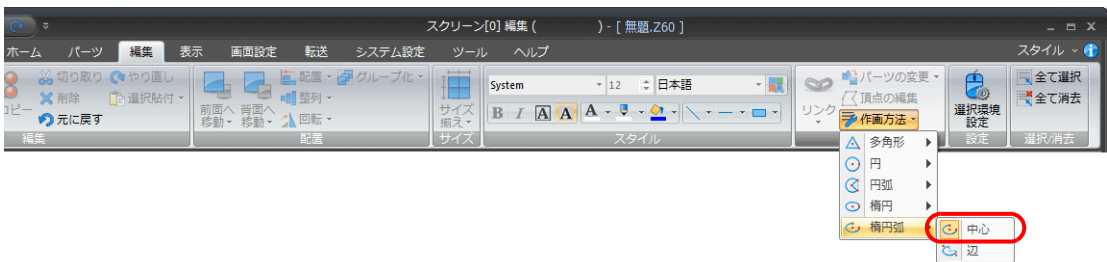 スクリーン[0] 編集 ( ) - [ 無題.Z60 ]
ホーム パーツ 編集 表示 画面設定 転送 システム設定 ツール ヘルプ スタイル
コピー
切り取り やり直し
削除 選択貼付
元に戻す
編集
前面へ移動 背面へ移動
配置 グループ化
整列
回転
配置
サイズ揃え
サイズ
System 12 日本語
B I A A A
スタイル
リンク
パーツの変更
頂点の編集
作画方法
選択環境設定
設定
全て選択
全て消去
選択/消去
多角形
円
円弧
楕円
楕円弧
中心
辺